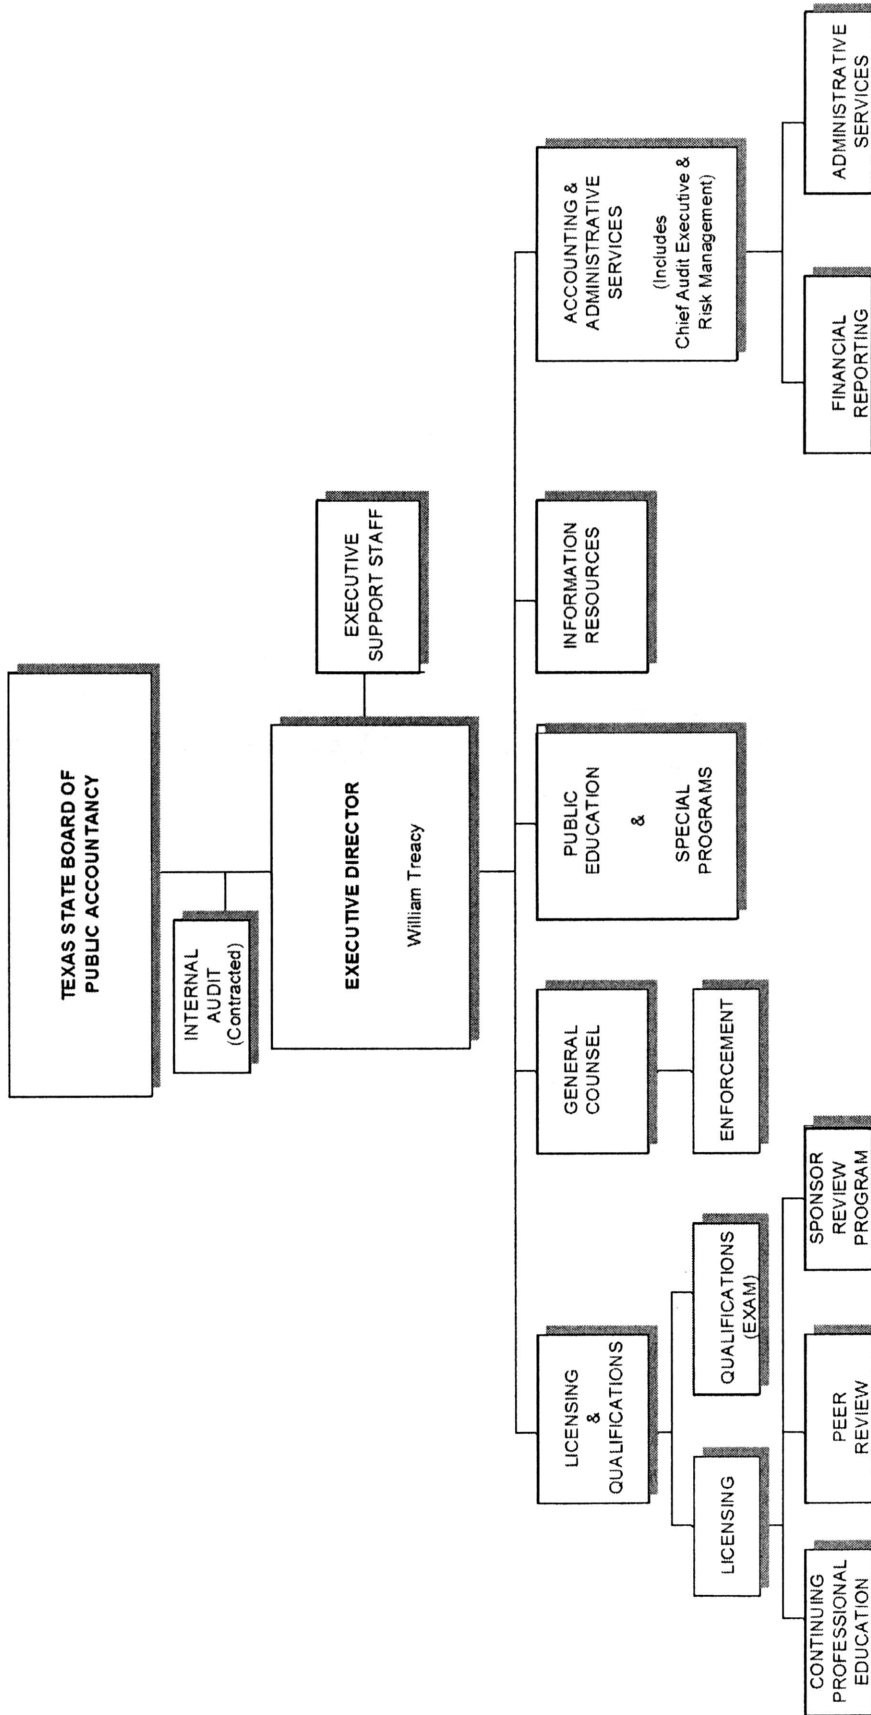 TEXAS STATE BOARD OF
PUBLIC ACCOUNTANCY
INTERNAL
AUDIT
(Contracted)
EXECUTIVE DIRECTOR
William Treacy
EXECUTIVE
SUPPORT STAFF
LICENSING
&
QUALIFICATIONS
GENERAL
COUNSEL
PUBLIC
EDUCATION
&
SPECIAL
PROGRAMS
INFORMATION
RESOURCES
ACCOUNTING &
ADMINISTRATIVE
SERVICES
(Includes
Chief Audit Executive &
Risk Management)
LICENSING
QUALIFICATIONS
(EXAM)
ENFORCEMENT
CONTINUING
PROFESSIONAL
EDUCATION
PEER
REVIEW
SPONSOR
REVIEW
PROGRAM
FINANCIAL
REPORTING
ADMINISTRATIVE
SERVICES